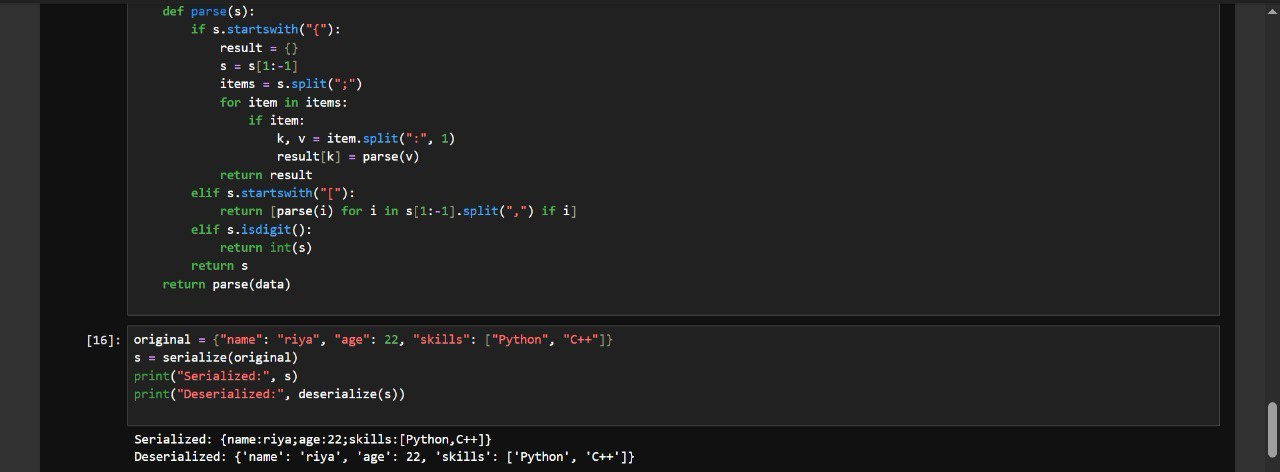 def parse(s):
        if s.startswith("{"):
            result = {}
            s = s[1:-1]
            items = s.split(";")
            for item in items:
                if item:
                    k, v = item.split(":", 1)
                    result[k] = parse(v)
            return result
        elif s.startswith("["):
            return [parse(i) for i in s[1:-1].split(",") if i]
        elif s.isdigit():
            return int(s)
        return s
    return parse(data)
[16]: original = {"name": "riya", "age": 22, "skills": ["Python", "C++"]}
s = serialize(original)
print("Serialized:", s)
print("Deserialized:", deserialize(s))
Serialized: {name:riya;age:22;skills:[Python,C++]}
Deserialized: {'name': 'riya', 'age': 22, 'skills': ['Python', 'C++']}